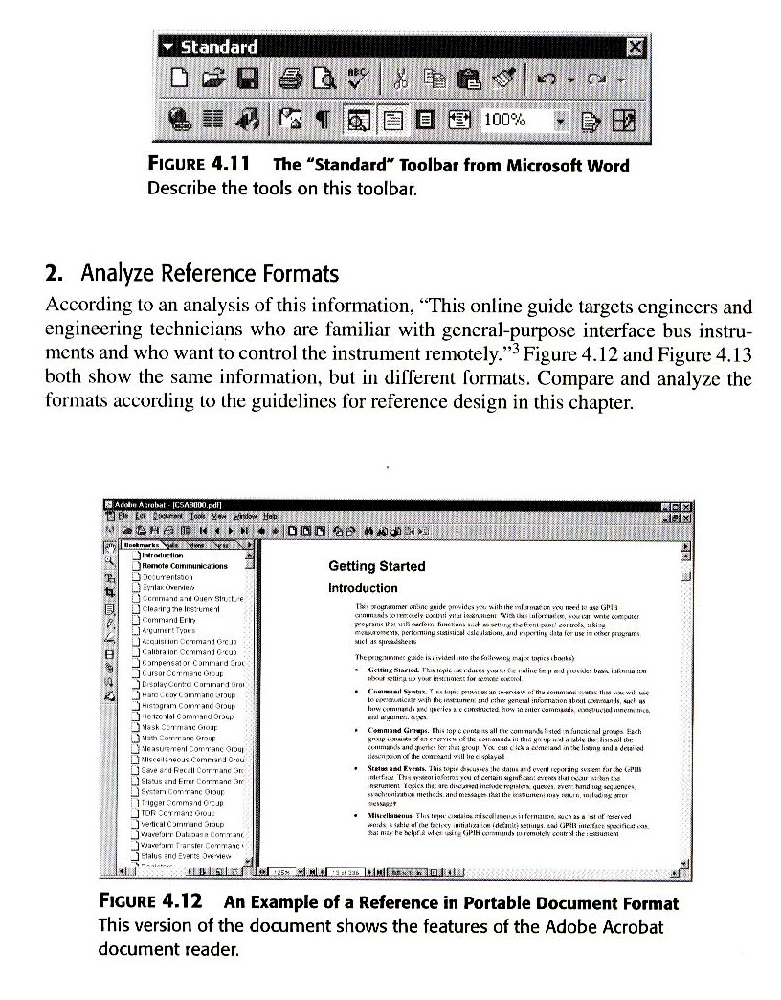 Standard
ABC
100%
FIGURE 4.11 The "Standard" Toolbar from Microsoft Word
Describe the tools on this toolbar.
2. Analyze Reference Formats
According to an analysis of this information, “This online guide targets engineers and
engineering technicians who are familiar with general-purpose interface bus instru-
ments and who want to control the instrument remotely.”3 Figure 4.12 and Figure 4.13
both show the same information, but in different formats. Compare and analyze the
formats according to the guidelines for reference design in this chapter.
Adobe Acrobat - [CSA8000.pdf]
File Edit Document Tools View Window Help
Bookmarks
Introduction
Remote Communications
Documentation
Syntax Overview
Command and Query Structure
Clearing the Instrument
Command Entry
Argument Types
Acquisition Command Group
Calibration Command Group
Compensation Command Grou
Cursor Command Group
Display Control Command Grou
Hard Copy Command Group
Histogram Command Group
Horizontal Command Group
Mask Command Group
Math Command Group
Measurement Command Group
Miscellaneous Command Grou
Save and Recall Command Gro
Status and Error Command Gro
System Command Group
Trigger Command Group
TDR Command Group
Vertical Command Group
Waveform Database Command
Waveform Transfer Command
Status and Events Overview
Getting Started
Introduction
This programmer online guide provides you with the information you need to use GPIB
commands to remotely control your instrument. With this information, you can write computer
programs that will perform functions such as setting the front-panel controls, taking
measurements, performing statistical calculations, and exporting data for use in other programs,
such as spreadsheets.
The programmer guide is divided into the following major topics (books):
• Getting Started. This topic introduces you to the online help and provides basic information
about setting up your instrument for remote control.
• Command Syntax. This topic provides an overview of the command syntax that you will use
to communicate with the instrument and other general information about commands, such as
how commands and queries are constructed, how to enter commands, constructed mnemonics,
and argument types.
• Command Groups. This topic contains all the commands listed in functional groups. Each
group consists of an overview of the commands in that group and a table that lists all the
commands and queries for that group. You can click a command in the listing and a detailed
description of the command will be displayed.
• Status and Events. This topic discusses the status and event reporting system for the GPIB
interface. This system informs you of certain significant events that occur within the
instrument. Topics that are discussed include registers, queues, event handling sequences,
synchronization methods, and messages that the instrument may return, including error
messages.
• Miscellaneous. This topic contains miscellaneous information, such as a list of reserved
words, a table of the factory initialization (default) settings, and GPIB interface specifications,
that may be helpful when using GPIB commands to remotely control the instrument.
125% 13 of 336
FIGURE 4.12 An Example of a Reference in Portable Document Format
This version of the document shows the features of the Adobe Acrobat
document reader.